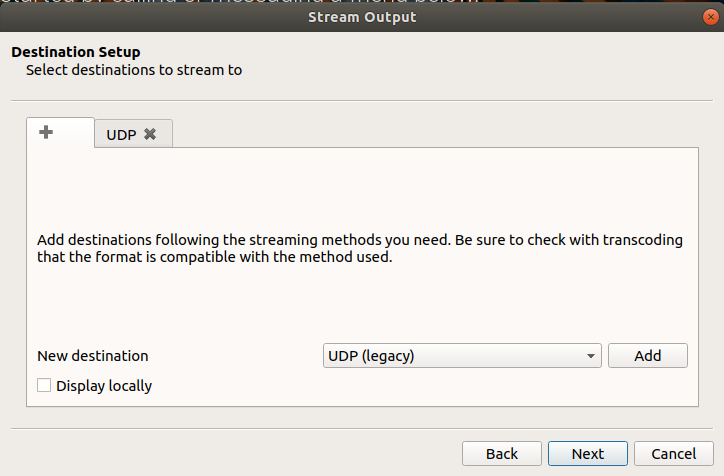 Stream Output
Destination Setup
Select destinations to stream to
UDP
Add destinations following the streaming methods you need. Be sure to check with transcoding
that the format is compatible with the method used.
New destination
UDP (legacy)
Add
Display locally
Back
Next
Cancel